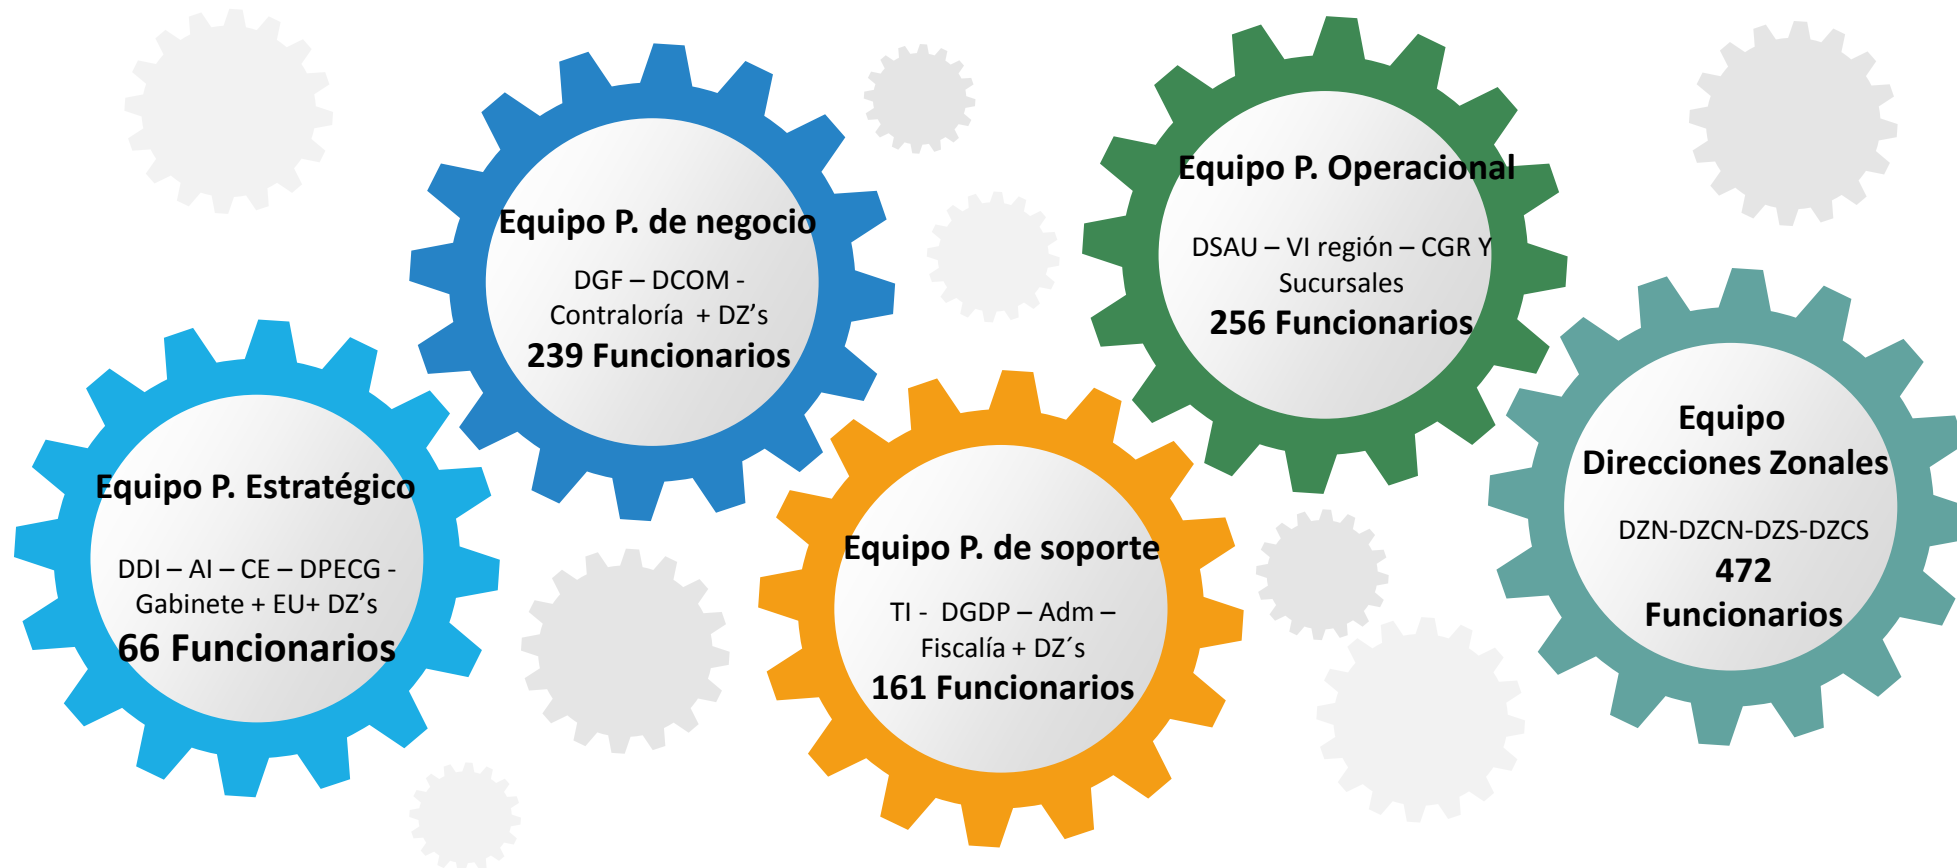 Equipo P. Estratégico
DDI – AI – CE – DPECG -
Gabinete + EU+ DZ's
66 Funcionarios
Equipo P. de negocio
DGF – DCOM -
Contraloría + DZ’s
239 Funcionarios
Equipo P. de soporte
TI - DGDP – Adm –
Fiscalía + DZ´s
161 Funcionarios
Equipo P. Operacional
DSAU – VI región – CGR Y
Sucursales
256 Funcionarios
Equipo
Direcciones Zonales
DZN-DZCN-DZS-DZCS
472
Funcionarios